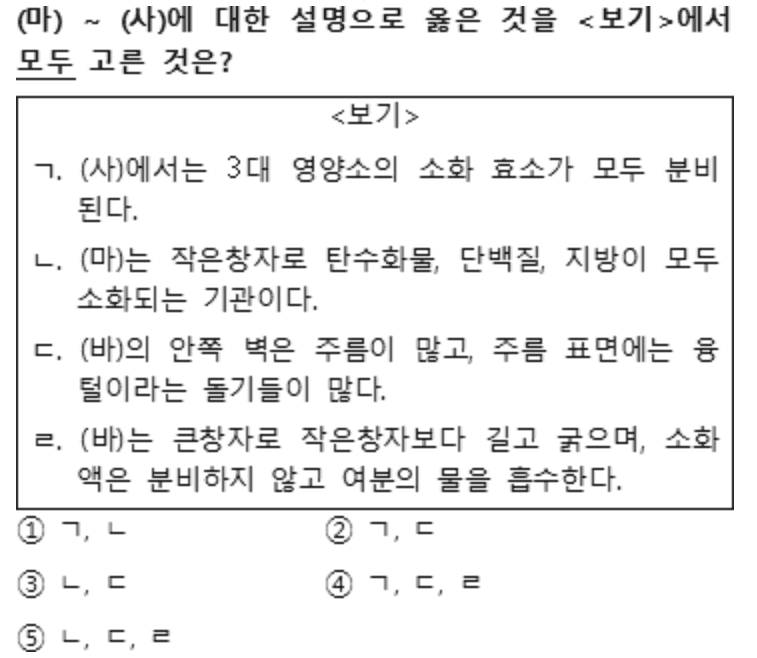 (마) ~ (사)에 대한 설명으로 옳은 것을 <보기>에서
모두 고른 것은?
<보기>
ㄱ. (사)에서는 3대 영양소의 소화 효소가 모두 분비
된다.
ㄴ. (마)는 작은창자로 탄수화물, 단백질, 지방이 모두
소화되는 기관이다.
ㄷ. (바)의 안쪽 벽은 주름이 많고, 주름 표면에는 융
털이라는 돌기들이 많다.
ㄹ. (바)는 큰창자로 작은창자보다 길고 굵으며, 소화
액은 분비하지 않고 여분의 물을 흡수한다.
① ㄱ, ㄴ ② ㄱ, ㄷ
③ ㄴ, ㄷ ④ ㄱ, ㄷ, ㄹ
⑤ ㄴ, ㄷ, ㄹ